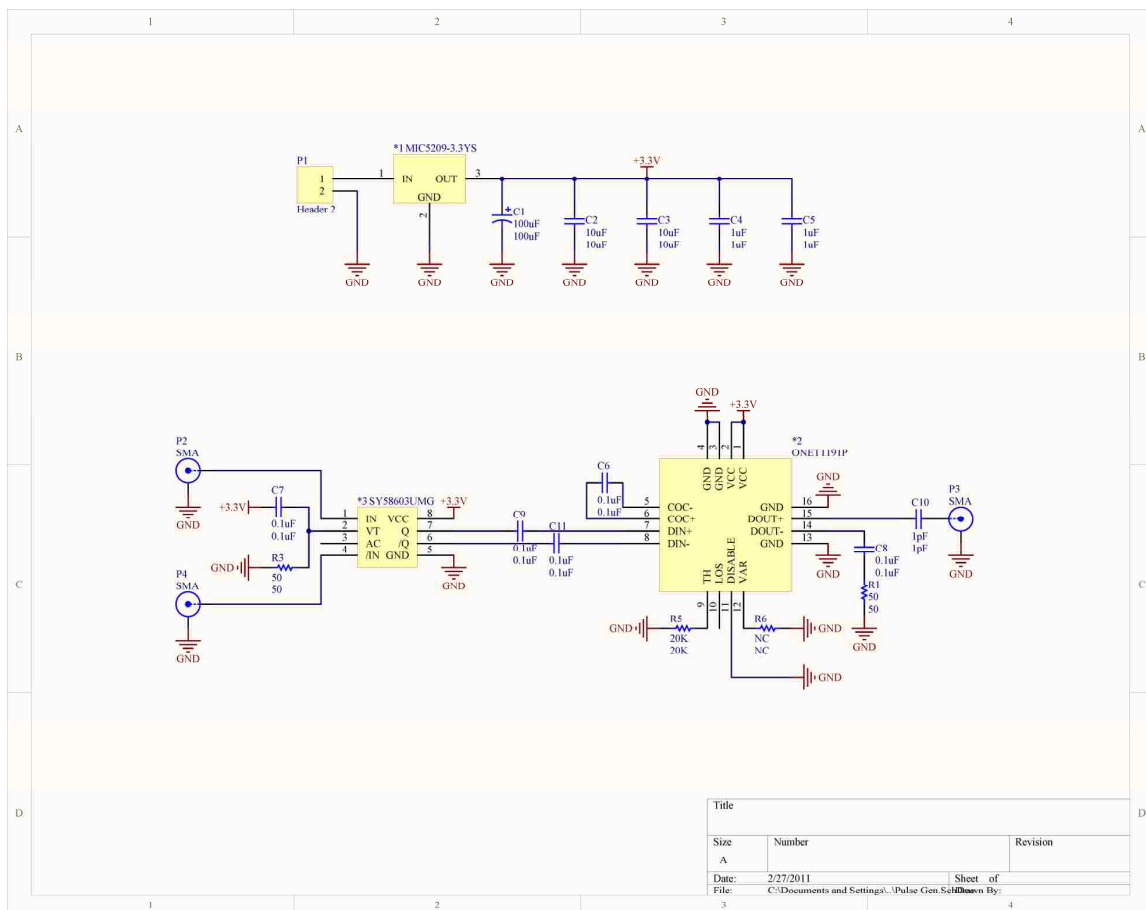 1 2 3 4
A A
*1 MIC5209-3.3YS
P1
+3.3V
1 1 IN OUT 3
2
GND
Header 2
2
C1 C2 C3 C4 C5
100uF 10uF 10uF 1uF 1uF
100uF 10uF 10uF 1uF 1uF
GND GND GND GND GND GND GND
B B
GND
+3.3V
*2
ONET1191P
4 3 2 1
GND GND VCC VCC
P2
SMA
GND
C7
+3.3V
0.1uF
0.1uF
*3 SY58603UMG
+3.3V
1 IN VCC 8
2 VT Q 7
3 AC /Q 6
4 /IN GND 5
GND
R3
GND
50
50
P4
SMA
GND
C9
0.1uF
0.1uF
C11
0.1uF
0.1uF
C6
0.1uF
0.1uF
5 COC-
6 COC+
7 DIN+
8 DIN-
GND
GND 16
DOUT+ 15
DOUT- 14
GND 13
GND
TH LOS DISABLE VAR
9 10 11 12
C10
1pF
1pF
P3
SMA
GND
C8
0.1uF
0.1uF
R1
50
50
GND
R5
GND
20K
20K
R6
GND
NC
NC
GND
C C
D D
Title
Size Number Revision
A
Date: 2/27/2011 Sheet of
File: C:\Documents and Settings\..\Pulse Gen.SchDoc Drawn By:
1 2 3 4